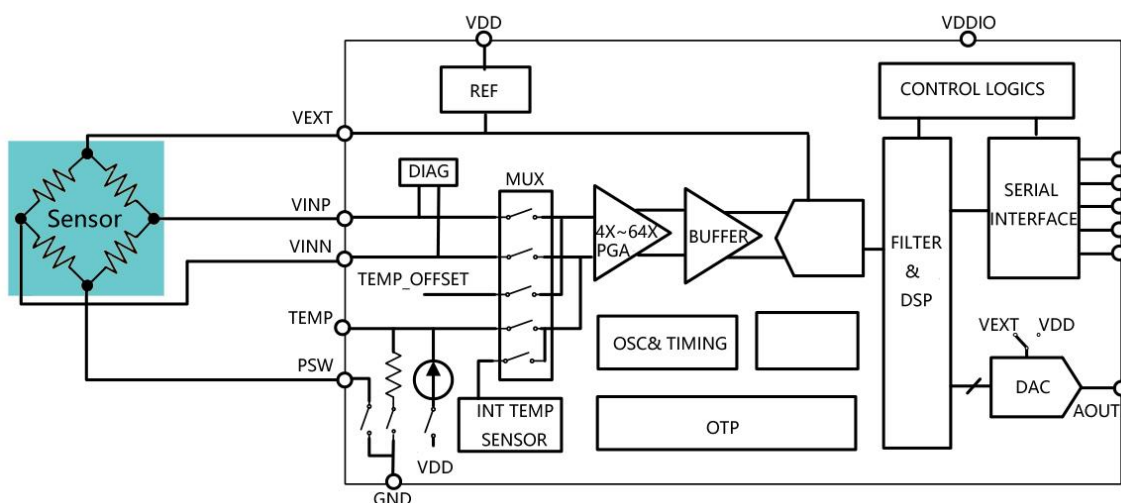 VDD
VDDIO
REF
CONTROL LOGICS
VEXT
DIAG
MUX
Sensor
VINP
SERIAL
INTERFACE
4X~64X
PGA
BUFFER
VINN
FILTER
&
DSP
TEMP_OFFSET
TEMP
OSC& TIMING
VEXT
VDD
PSW
DAC
AOUT
INT TEMP
SENSOR
OTP
VDD
GND